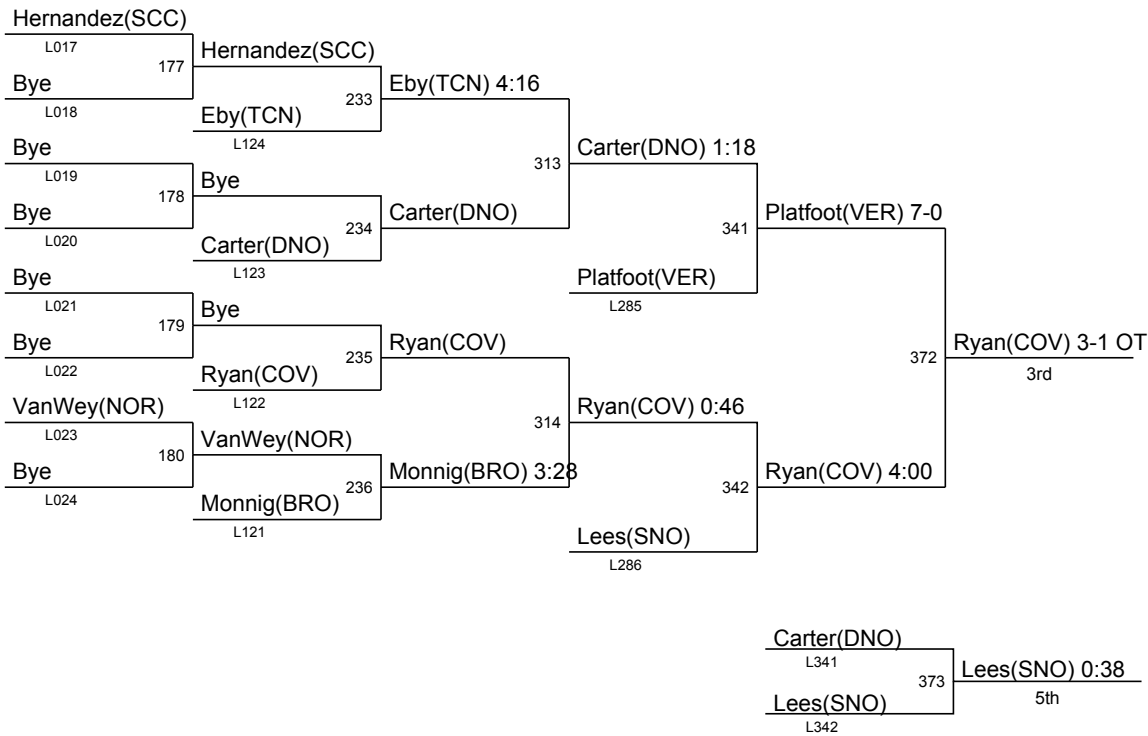 Hernandez(SCC)
L017
177
Hernandez(SCC)
Bye
L018
233
Eby(TCN) 4:16
Eby(TCN)
L124
Bye
L019
178
Bye
313
Carter(DNO) 1:18
Bye
L020
234
Carter(DNO)
Carter(DNO)
L123
341
Platfoot(VER) 7-0
Bye
L021
179
Bye
Platfoot(VER)
L285
Bye
L022
235
Ryan(COV)
Ryan(COV)
L122
372
Ryan(COV) 3-1 OT
3rd
VanWey(NOR)
L023
180
VanWey(NOR)
314
Ryan(COV) 0:46
Bye
L024
236
Monnig(BRO) 3:28
Monnig(BRO)
L121
342
Ryan(COV) 4:00
Lees(SNO)
L286
Carter(DNO)
L341
373
Lees(SNO) 0:38
5th
Lees(SNO)
L342